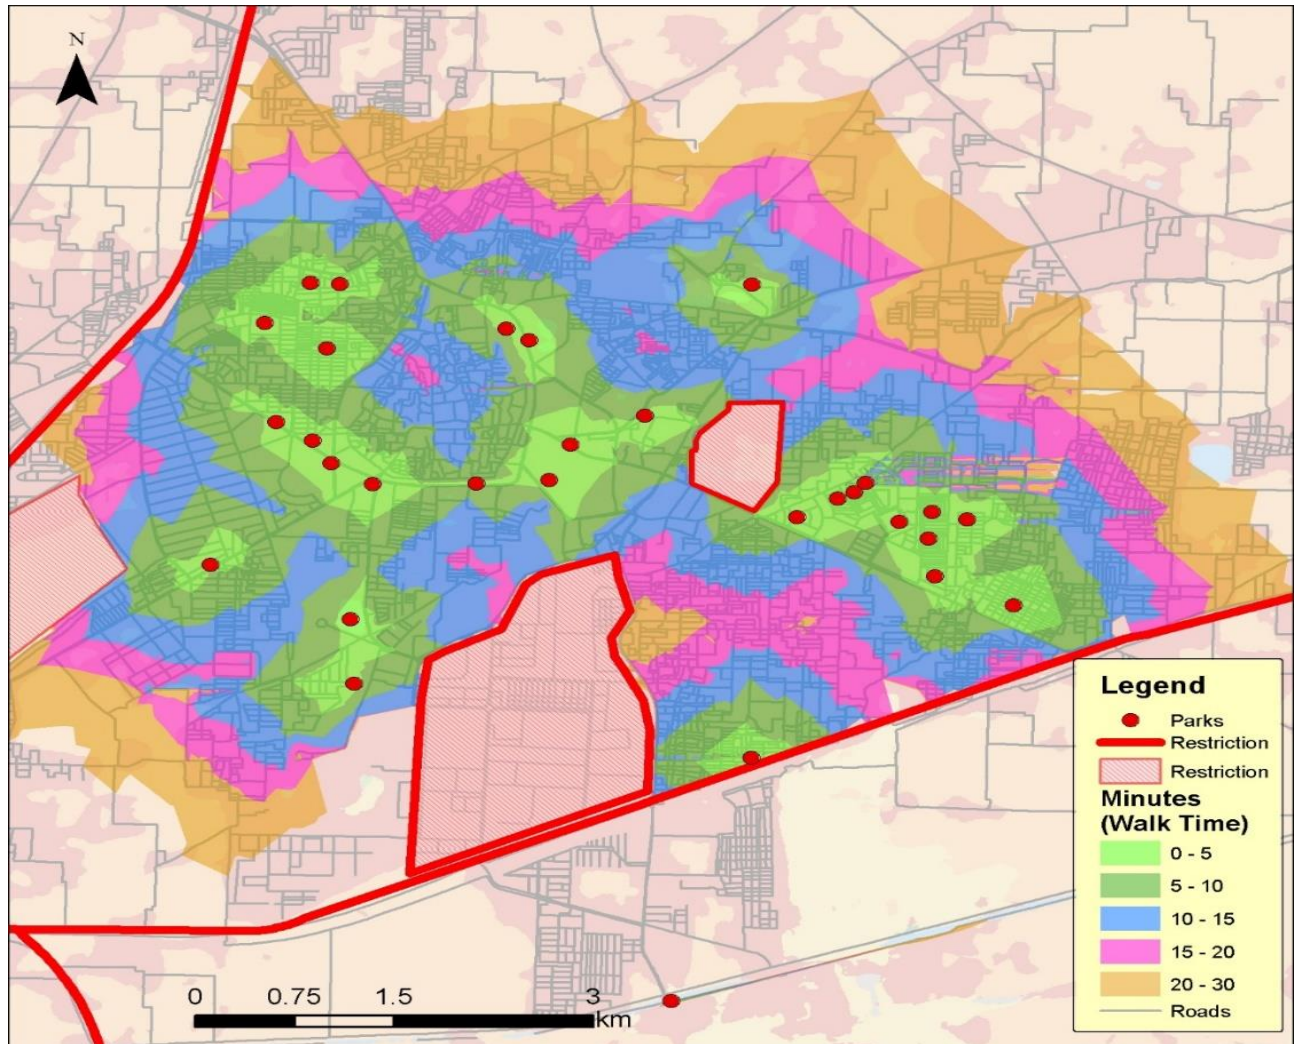 N
Legend
Parks
Restriction
Restriction
Minutes
(Walk Time)
0 - 5
5 - 10
10 - 15
15 - 20
20 - 30
Roads
0 0.75 1.5 3
km